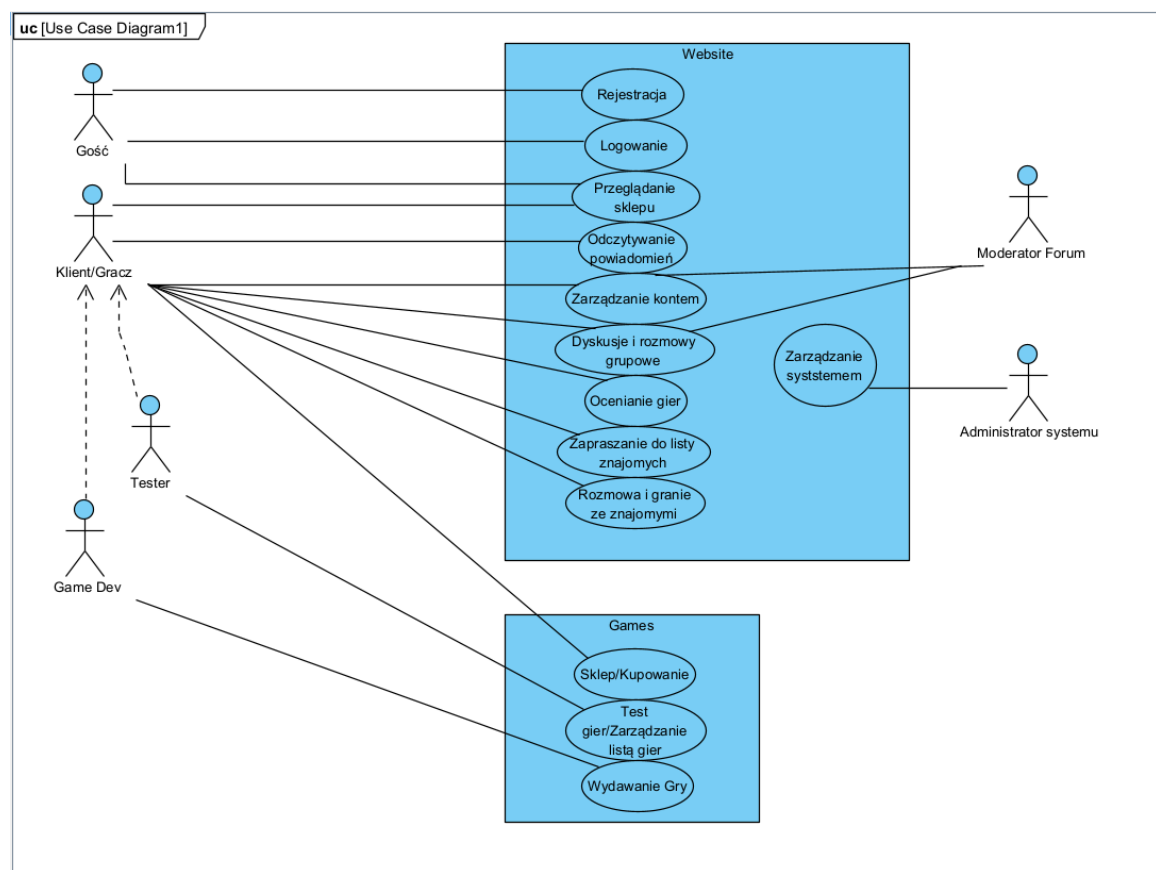 uc [Use Case Diagram1]
Website
Rejestracja
Gość
Logowanie
Przeglądanie
sklepu
Odczytywanie
powiadomień
Moderator Forum
Klient/Gracz
Zarządzanie kontem
Dyskusje i rozmowy
grupowe
Zarządzanie
syststemem
Ocenianie gier
Administrator systemu
Zapraszanie do listy
znajomych
Tester
Rozmowa i granie
ze znajomymi
Game Dev
Games
Sklep/Kupowanie
Test
gier/Zarządzanie
listą gier
Wydawanie Gry